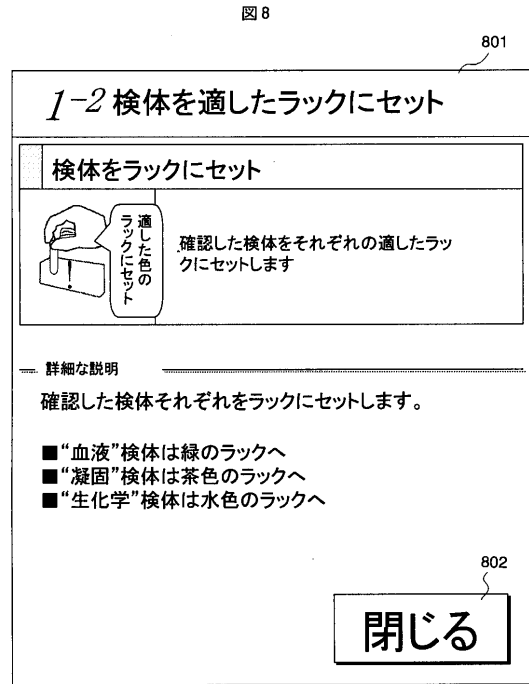 図8
801
1-2 検体を適したラックにセット
検体をラックにセット
適した色の
ラックにセット
確認した検体をそれぞれの適したラッ
クにセットします
詳細な説明
確認した検体それぞれをラックにセットします。
■“血液”検体は緑のラックへ
■“凝固”検体は茶色のラックへ
■“生化学”検体は水色のラックへ
802
閉じる